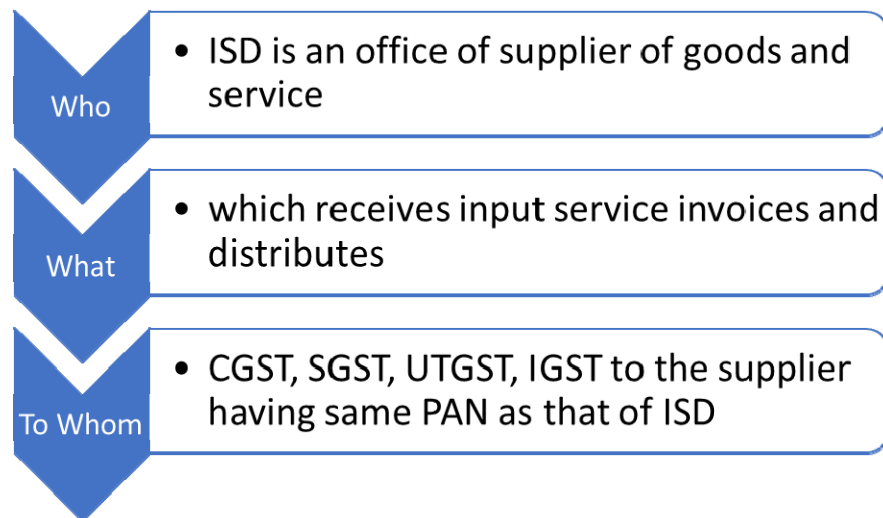 Who
• ISD is an office of supplier of goods and
service
What
• which receives input service invoices and
distributes
To Whom
• CGST, SGST, UTGST, IGST to the supplier
having same PAN as that of ISD